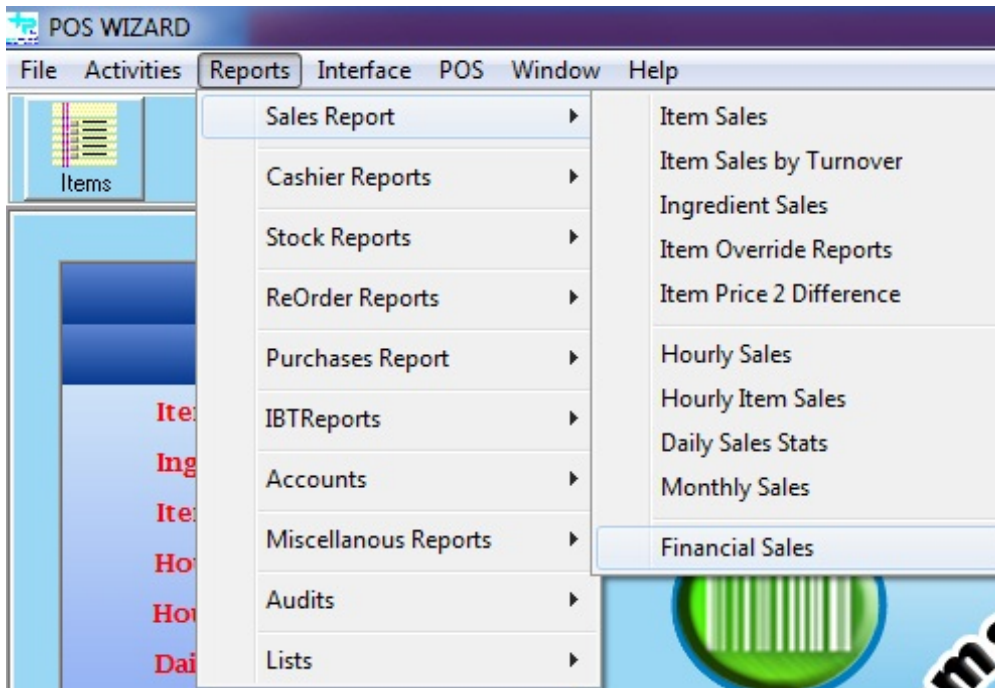 POS WIZARD
File Activities Reports Interface POS Window Help
Items
Sales Report
Cashier Reports
Stock Reports
ReOrder Reports
Purchases Report
IBTReports
Accounts
Miscellanous Reports
Audits
Lists
Item Sales
Item Sales by Turnover
Ingredient Sales
Item Override Reports
Item Price 2 Difference
Hourly Sales
Hourly Item Sales
Daily Sales Stats
Monthly Sales
Financial Sales